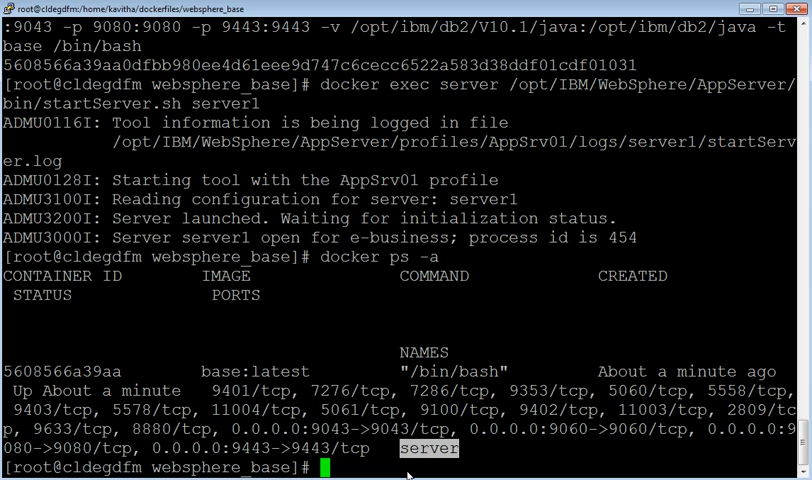 root@cldegdfm:/home/kavitha/dockerfiles/websphere_base
:9043 -p 9080:9080 -p 9443:9443 -v /opt/ibm/db2/V10.1/java:/opt/ibm/db2/java -t
base /bin/bash
5608566a39aa0dfbb980ee4d61eee9d747c6cecc6522a583d38ddf01cdf01031
[root@cldegdfm websphere_base]# docker exec server /opt/IBM/WebSphere/AppServer/
bin/startServer.sh server1
ADMU0116I: Tool information is being logged in file
/opt/IBM/WebSphere/AppServer/profiles/AppSrv01/logs/server1/startServ
er.log
ADMU0128I: Starting tool with the AppSrv01 profile
ADMU3100I: Reading configuration for server: server1
ADMU3200I: Server launched. Waiting for initialization status.
ADMU3000I: Server server1 open for e-business; process id is 454
[root@cldegdfm websphere_base]# docker ps -a
CONTAINER ID IMAGE COMMAND CREATED
STATUS PORTS
NAMES
5608566a39aa base:latest "/bin/bash" About a minute ago
Up About a minute 9401/tcp, 7276/tcp, 7286/tcp, 9353/tcp, 5060/tcp, 5558/tcp,
9403/tcp, 5578/tcp, 11004/tcp, 5061/tcp, 9100/tcp, 9402/tcp, 11003/tcp, 2809/tc
p, 9633/tcp, 8880/tcp, 0.0.0.0:9043->9043/tcp, 0.0.0.0:9060->9060/tcp, 0.0.0.0:9
080->9080/tcp, 0.0.0.0:9443->9443/tcp server
[root@cldegdfm websphere_base]#